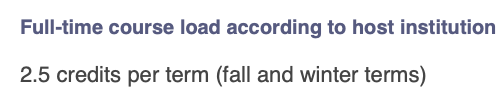 Full-time course load according to host institution
2.5 credits per term (fall and winter terms)